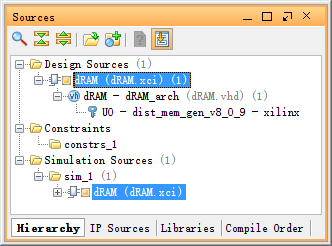 Sources
Design Sources (1)
dRAM (dRAM.xci) (1)
dRAM - dRAM_arch (dRAM.vhd) (1)
U0 - dist_mem_gen_v8_0_9 - xilinx
Constraints
constrs_1
Simulation Sources (1)
sim_1 (1)
dRAM (dRAM.xci)
Hierarchy IP Sources Libraries Compile Order